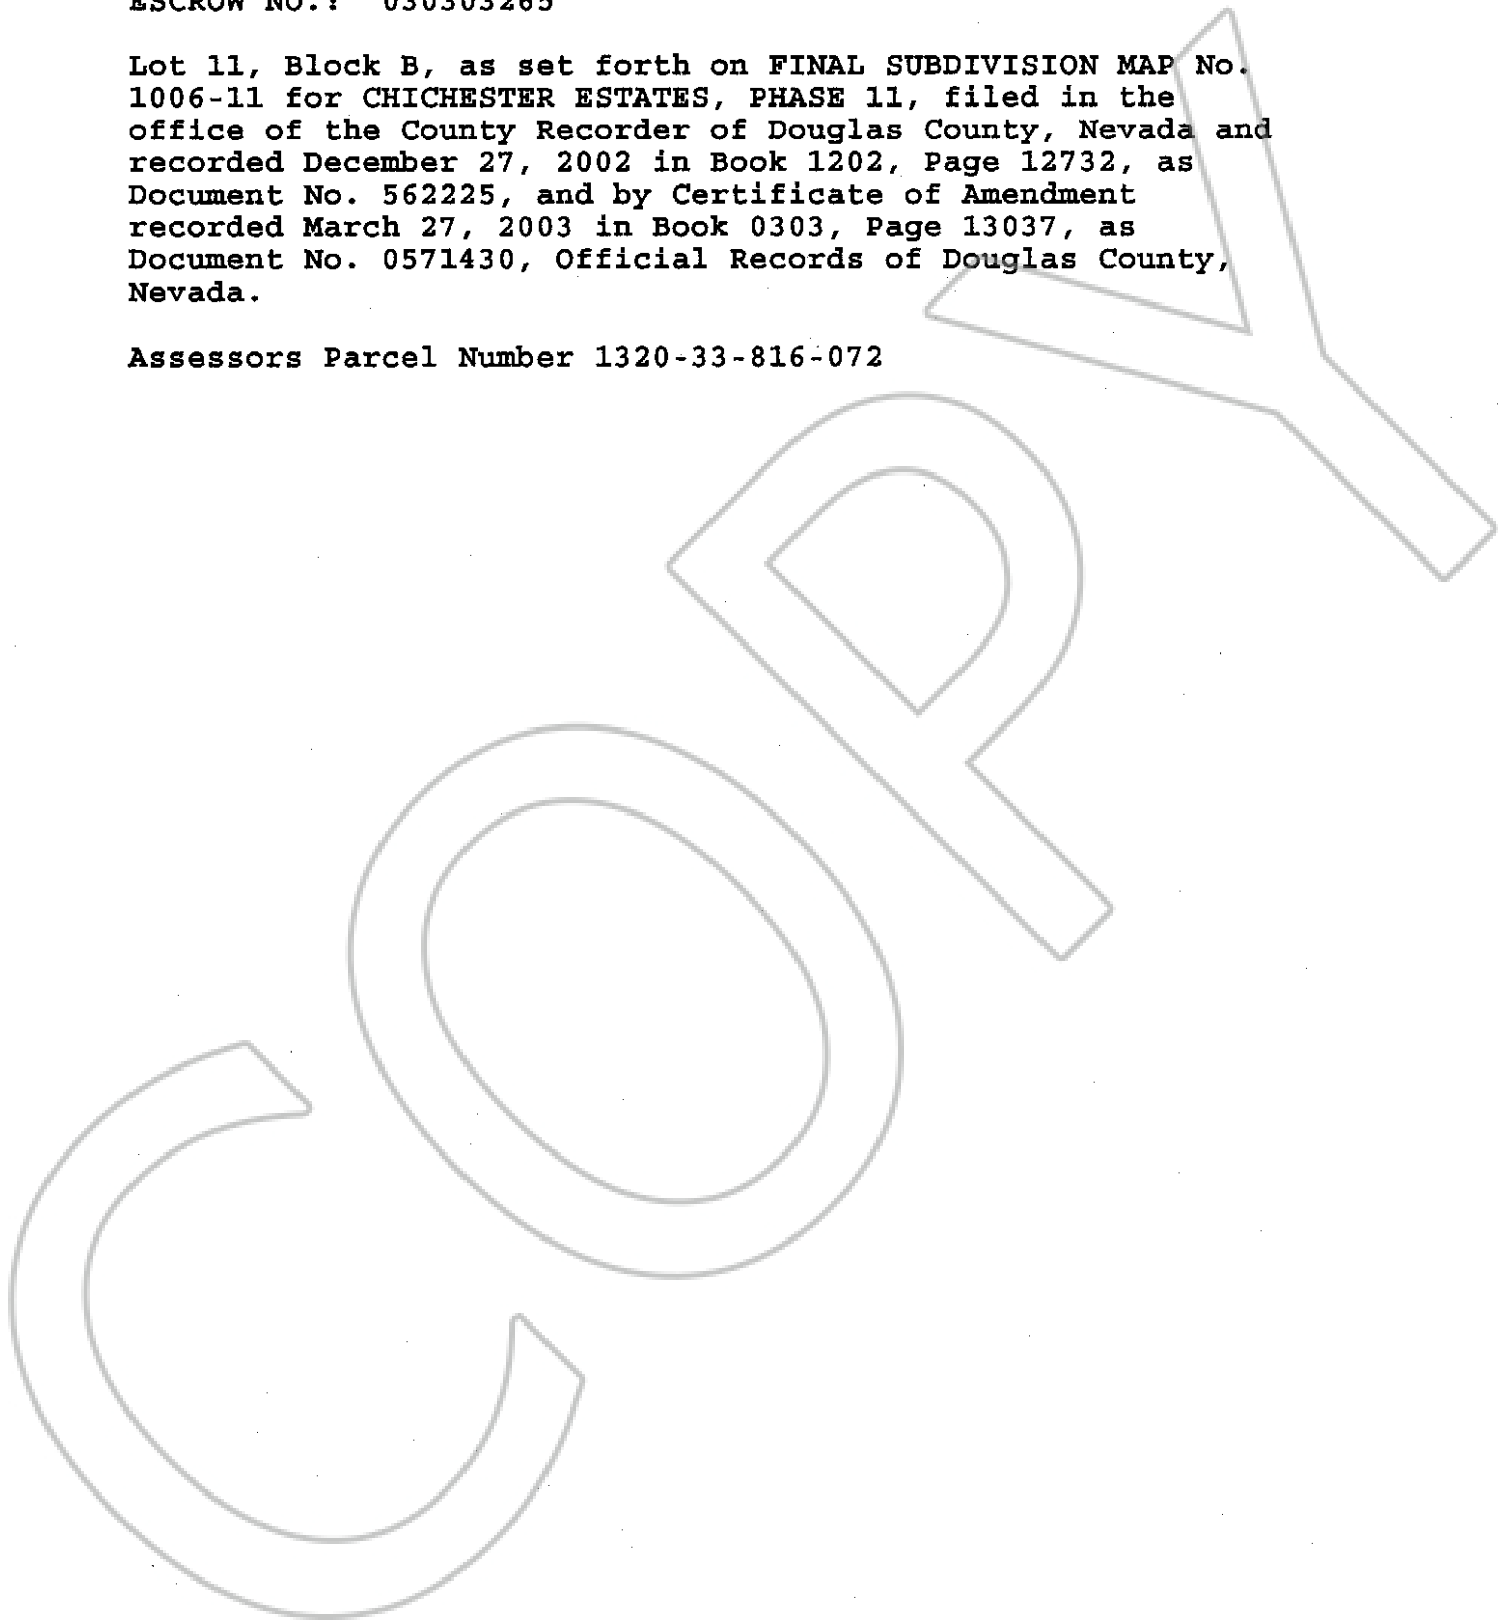 ESCROW NO.: 030303265
Lot 11, Block B, as set forth on FINAL SUBDIVISION MAP No.
1006-11 for CHICHESTER ESTATES, PHASE 11, filed in the
office of the County Recorder of Douglas County, Nevada and
recorded December 27, 2002 in Book 1202, Page 12732, as
Document No. 562225, and by Certificate of Amendment
recorded March 27, 2003 in Book 0303, Page 13037, as
Document No. 0571430, Official Records of Douglas County,
Nevada.
Assessors Parcel Number 1320-33-816-072
COPY